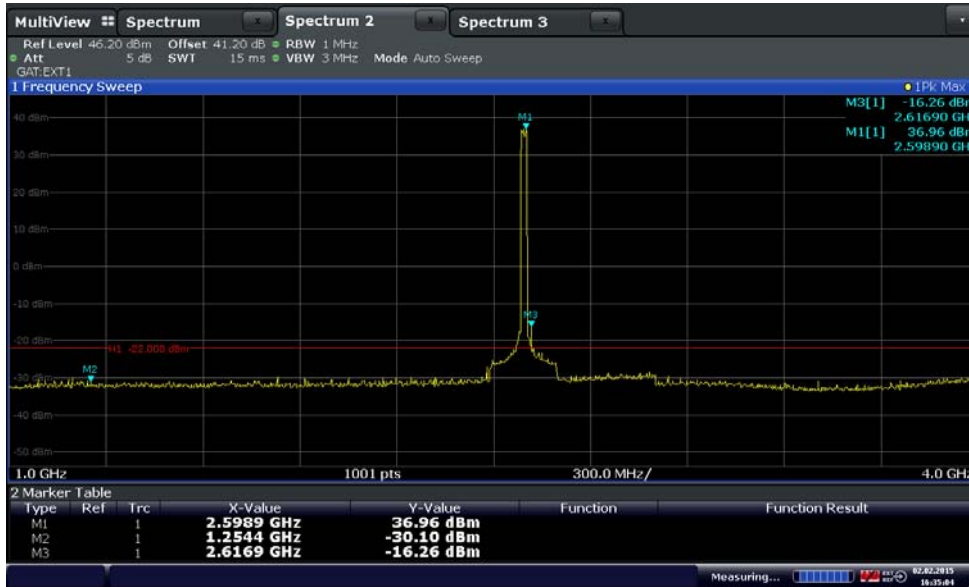 MultiView Spectrum x Spectrum 2 x Spectrum 3 x
Ref Level 46.20 dBm Offset 41.20 dB RBW 1 MHz
Att 5 dB SWT 15 ms VBW 3 MHz Mode Auto Sweep
GAT:EXT1
1 Frequency Sweep 1Pk Max
M3[1] -16.26 dBm
2.61690 GH
M1[1] 36.96 dBm
2.59890 GH
40 dBm
M1
30 dBm
20 dBm
10 dBm
0 dBm
-10 dBm
M3
-20 dBm
H1 -22.000 dBm
M2
-30 dBm
-40 dBm
-50 dBm
1.0 GHz 1001 pts 300.0 MHz/ 4.0 GHz
2 Marker Table
Type Ref Trc X-Value Y-Value Function Function Result
M1 1 2.5989 GHz 36.96 dBm
M2 1 1.2544 GHz -30.10 dBm
M3 1 2.6169 GHz -16.26 dBm
Measuring... EXT REF 02.02.2015
16:35:04